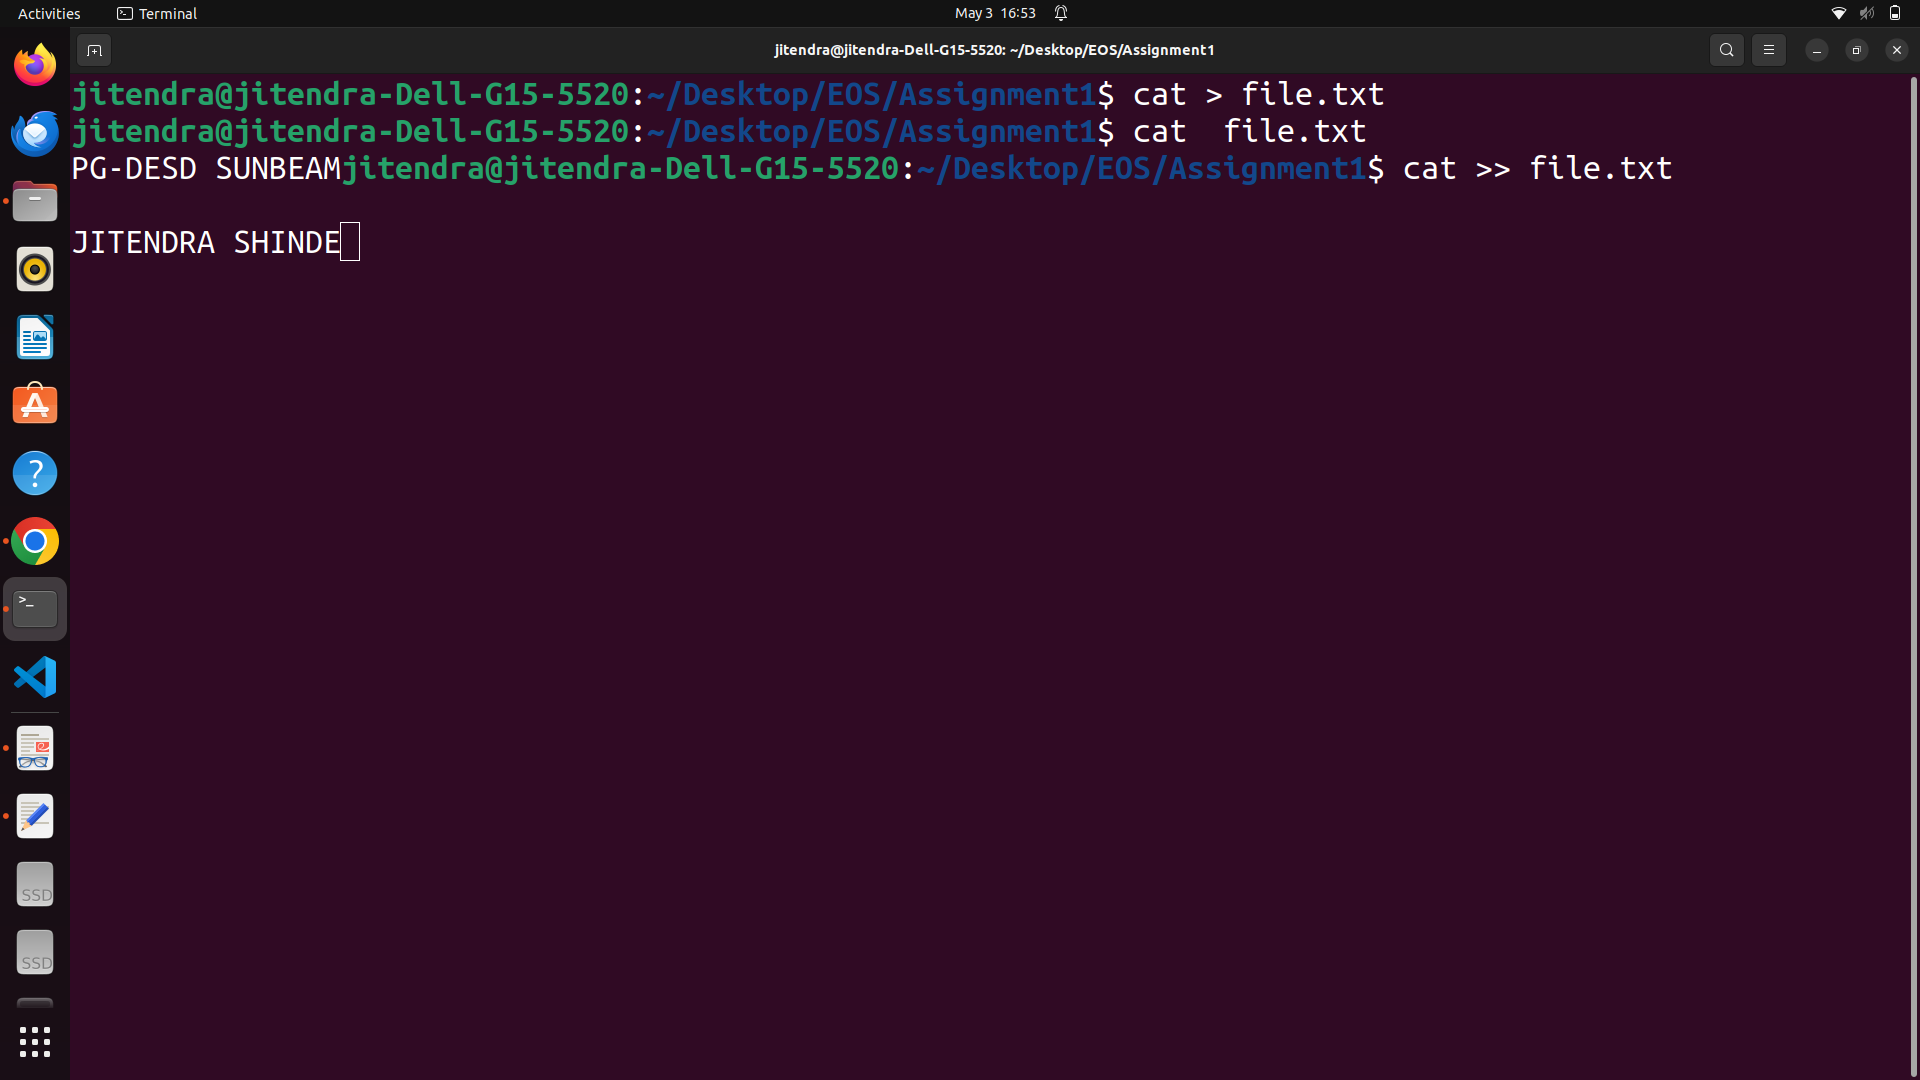 Activities Terminal May 3 16:53
jitendra@jitendra-Dell-G15-5520: ~/Desktop/EOS/Assignment1
jitendra@jitendra-Dell-G15-5520:~/Desktop/EOS/Assignment1$ cat > file.txt
jitendra@jitendra-Dell-G15-5520:~/Desktop/EOS/Assignment1$ cat  file.txt
PG-DESD SUNBEAMjitendra@jitendra-Dell-G15-5520:~/Desktop/EOS/Assignment1$ cat >> file.txt
JITENDRA SHINDE
SSD
SSD